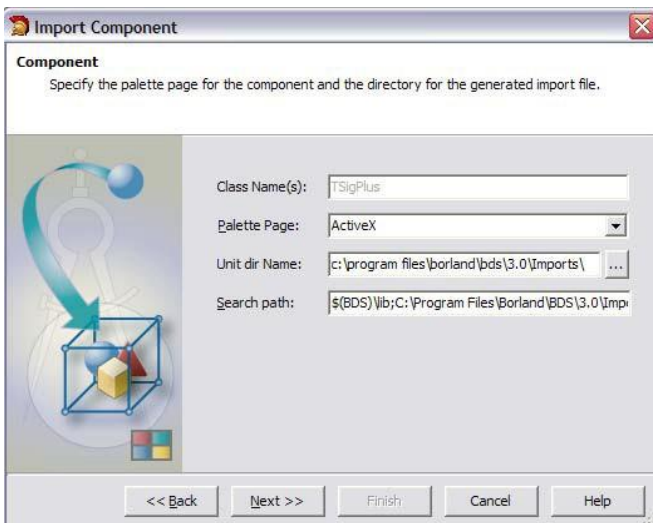 Import Component
Component
Specify the palette page for the component and the directory for the generated import file.
Class Name(s): TSigPlus
Palette Page: ActiveX
Unit dir Name: c:\program files\borland\bds\3.0\Imports\ ...
Search path: $(BDS)\lib;C:\Program Files\Borland\BDS\3.0\Impo
<< Back Next >> Finish Cancel Help